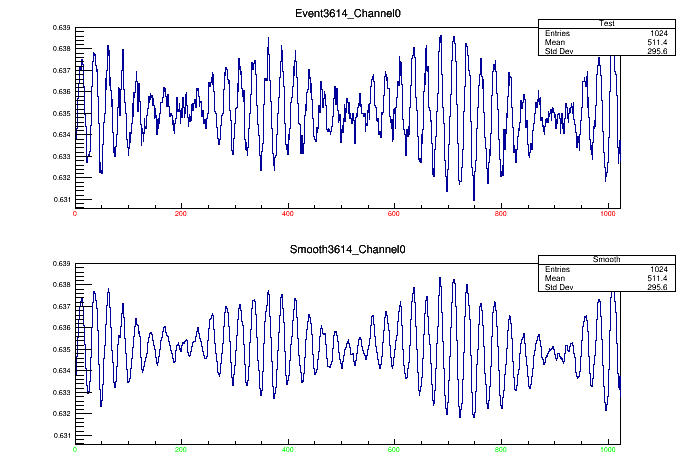 Event3614_Channel0
Test
Entries 1024
Mean 511.4
Std Dev 295.6
0.639
0.638
0.637
0.636
0.635
0.634
0.633
0.632
0.631
0 200 400 600 800 1000
Smooth3614_Channel0
Smooth
Entries 1024
Mean 511.4
Std Dev 295.6
0.639
0.638
0.637
0.636
0.635
0.634
0.633
0.632
0.631
0 200 400 600 800 1000